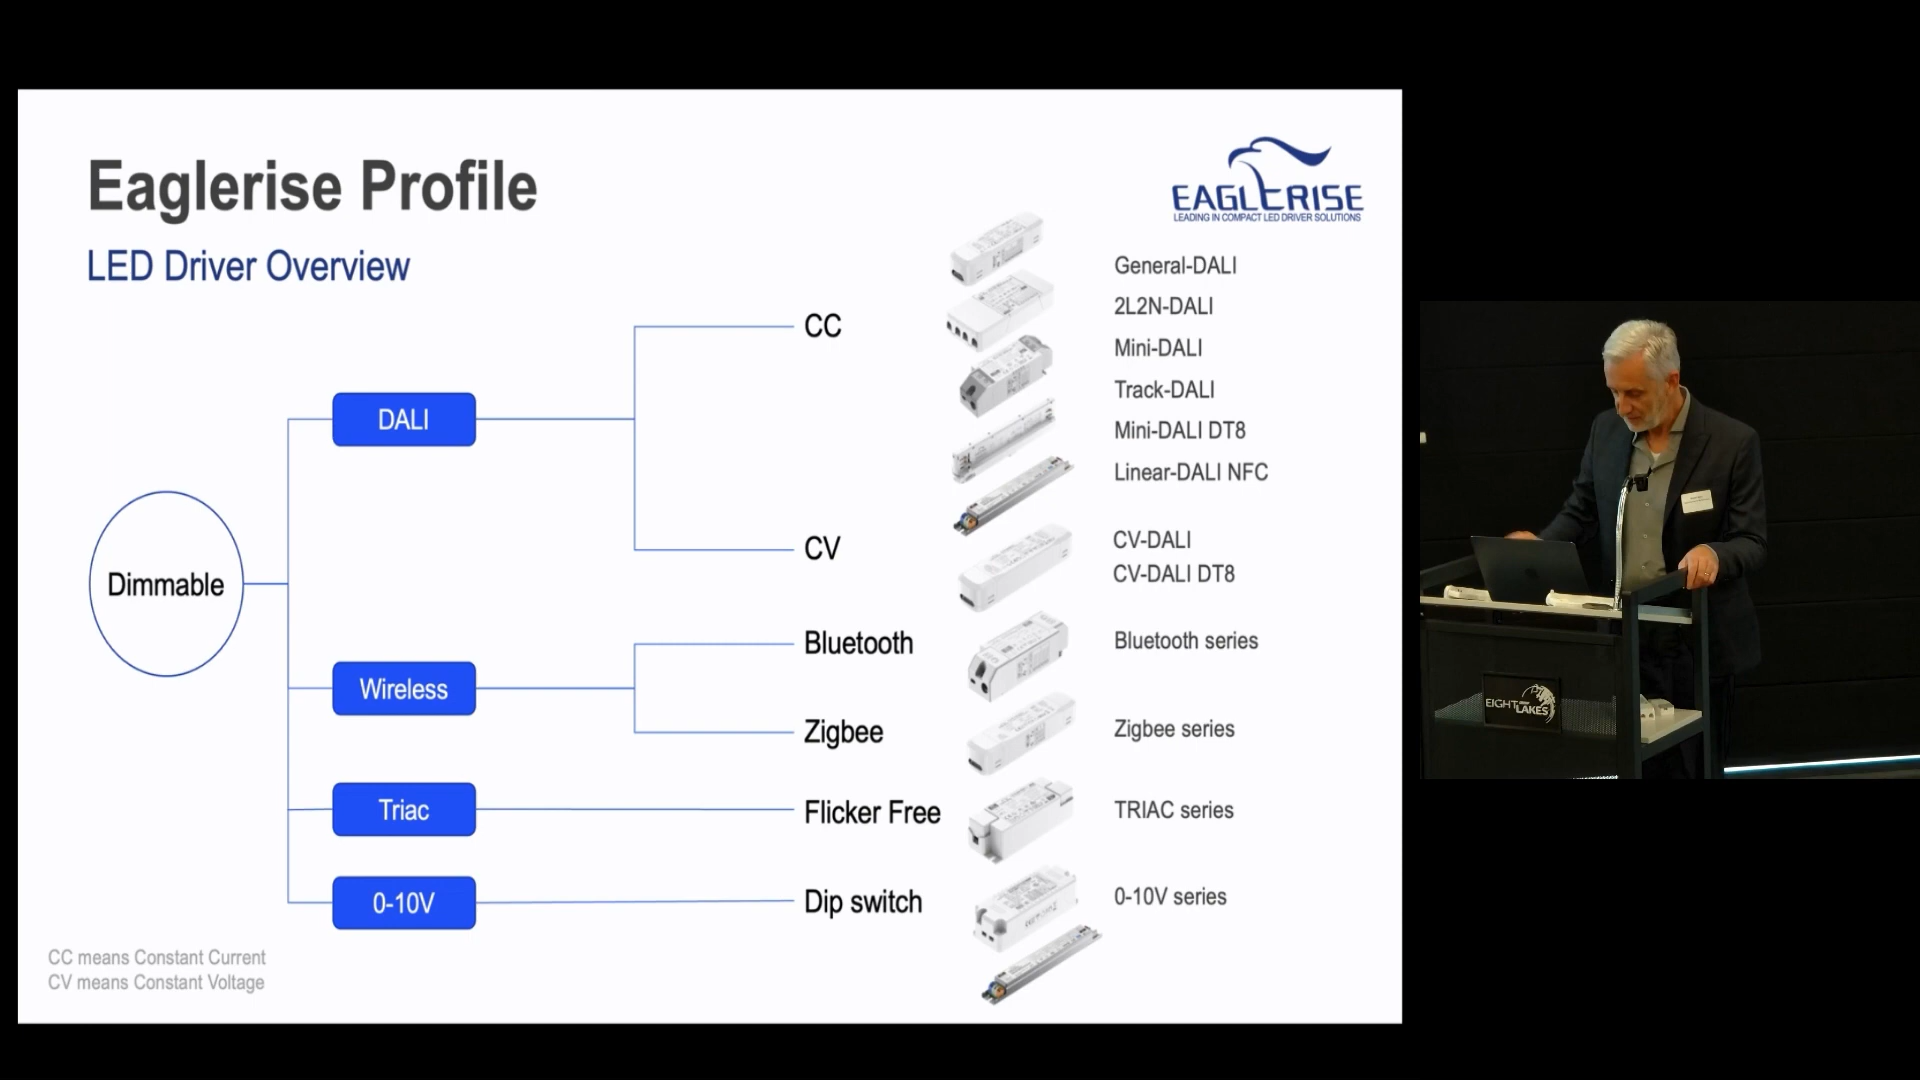 Eaglerise Profile
LED Driver Overview
EAGLERISE
LEADING IN COMPACT LED DRIVER SOLUTIONS
Dimmable
DALI
CC
General-DALI
2L2N-DALI
Mini-DALI
Track-DALI
Mini-DALI DT8
Linear-DALI NFC
CV
CV-DALI
CV-DALI DT8
Wireless
Bluetooth
Bluetooth series
Zigbee
Zigbee series
Triac
Flicker Free
TRIAC series
0-10V
Dip switch
0-10V series
CC means Constant Current
CV means Constant Voltage
EIGHT LAKES